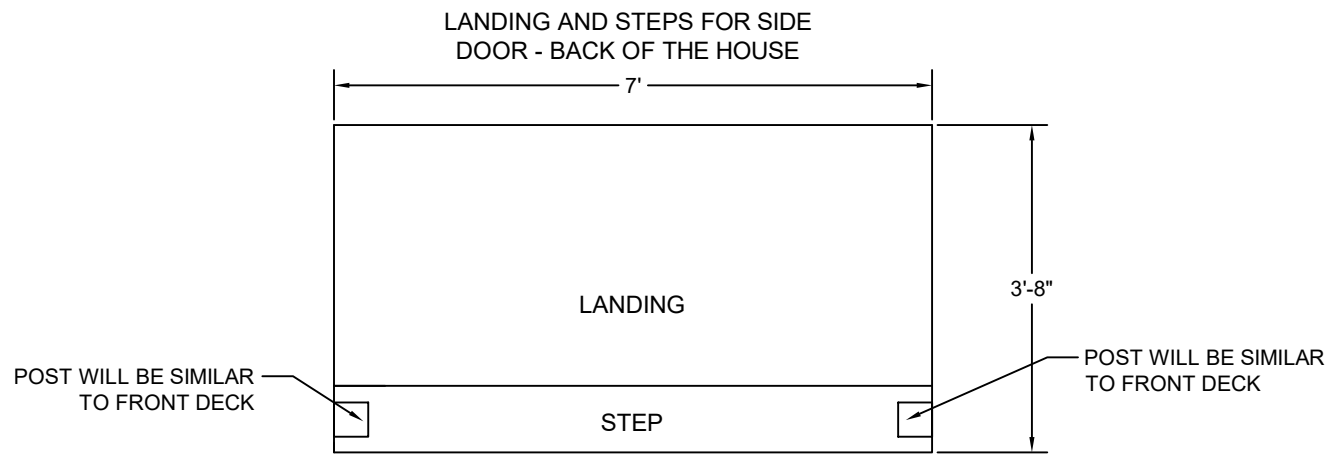 LANDING AND STEPS FOR SIDE
DOOR - BACK OF THE HOUSE
7'
3'-8"
LANDING
POST WILL BE SIMILAR
TO FRONT DECK
POST WILL BE SIMILAR
TO FRONT DECK
STEP